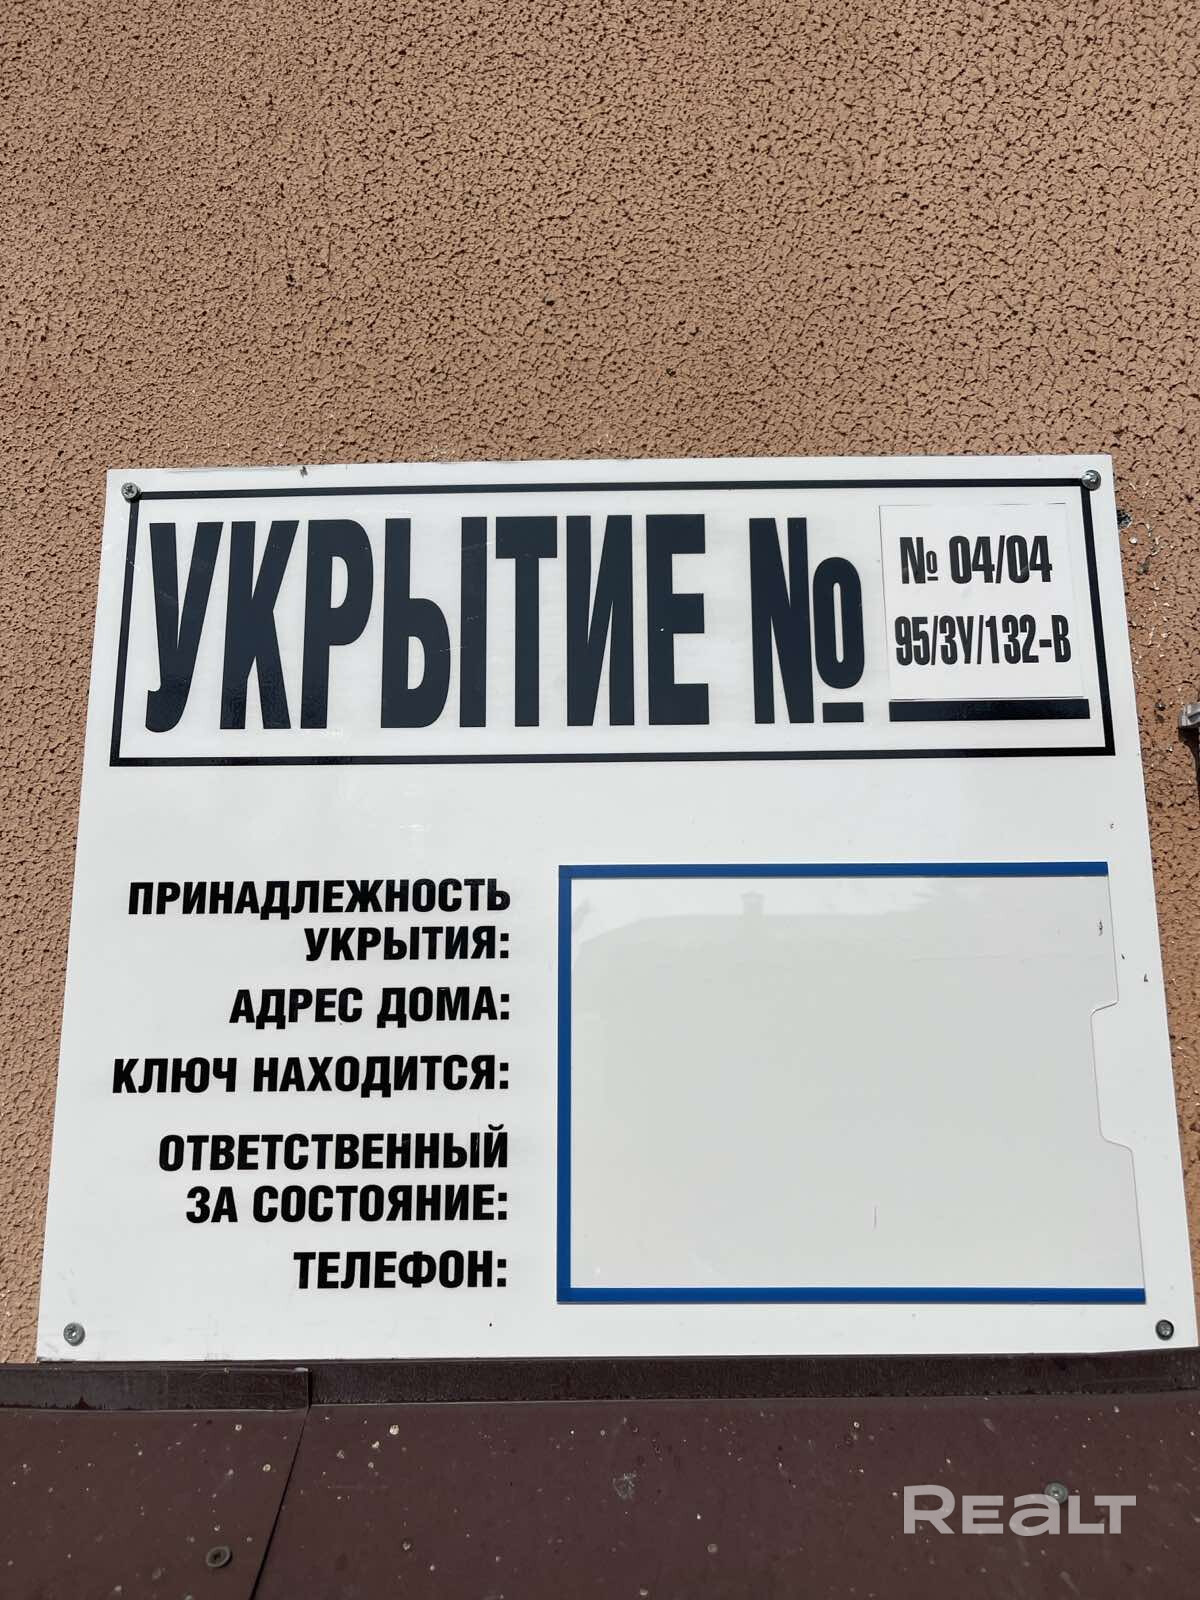 УКРЫТИЕ №
№ 04/04
95/3У/132-В
ПРИНАДЛЕЖНОСТЬ
УКРЫТИЯ:
АДРЕС ДОМА:
КЛЮЧ НАХОДИТСЯ:
ОТВЕТСТВЕННЫЙ
ЗА СОСТОЯНИЕ:
ТЕЛЕФОН:
REALT